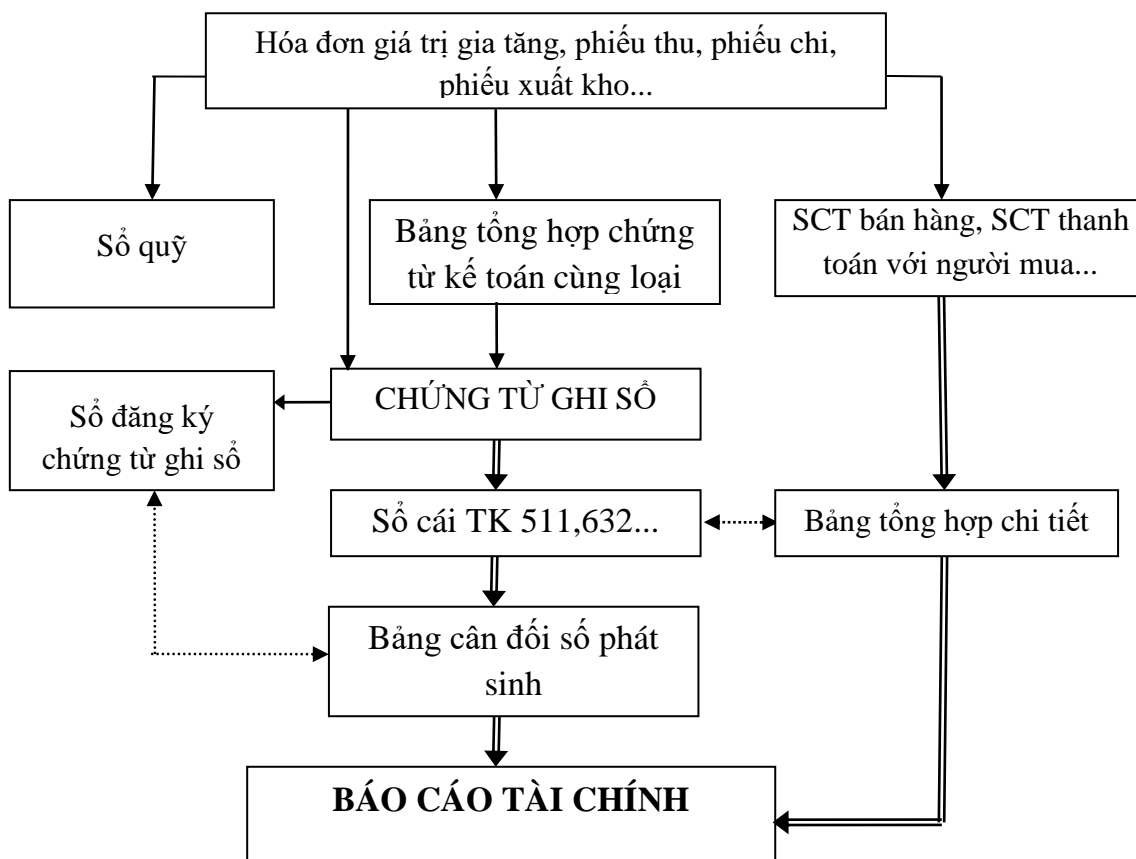 Hóa đơn giá trị gia tăng, phiếu thu, phiếu chi,
phiếu xuất kho...
Sổ quỹ
Bảng tổng hợp chứng
từ kế toán cùng loại
SCT bán hàng, SCT thanh
toán với người mua...
Sổ đăng ký
chứng từ ghi sổ
CHỨNG TỪ GHI SỔ
Sổ cái TK 511,632...
Bảng tổng hợp chi tiết
Bảng cân đối số phát
sinh
BÁO CÁO TÀI CHÍNH